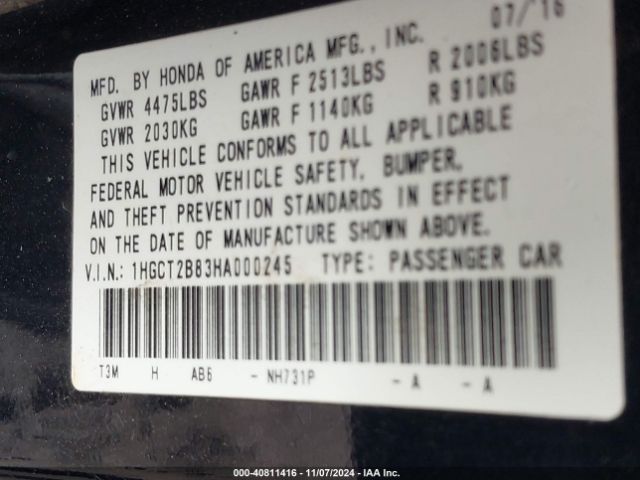 MFD. BY HONDA OF AMERICA MFG., INC. 07/'16
GVWR 4475LBS GAWR F 2513LBS R 2006LBS
GVWR 2030KG GAWR F 1140KG R 910KG
THIS VEHICLE CONFORMS TO ALL APPLICABLE
FEDERAL MOTOR VEHICLE SAFETY, BUMPER,
AND THEFT PREVENTION STANDARDS IN EFFECT
ON THE DATE OF MANUFACTURE SHOWN ABOVE.
V.I.N.: 1HGCT2B83HA000245 TYPE: PASSENGER CAR
T3M H AB6 - NH731P - A - A
000-40811416 - 11/07/2024 - IAA Inc.